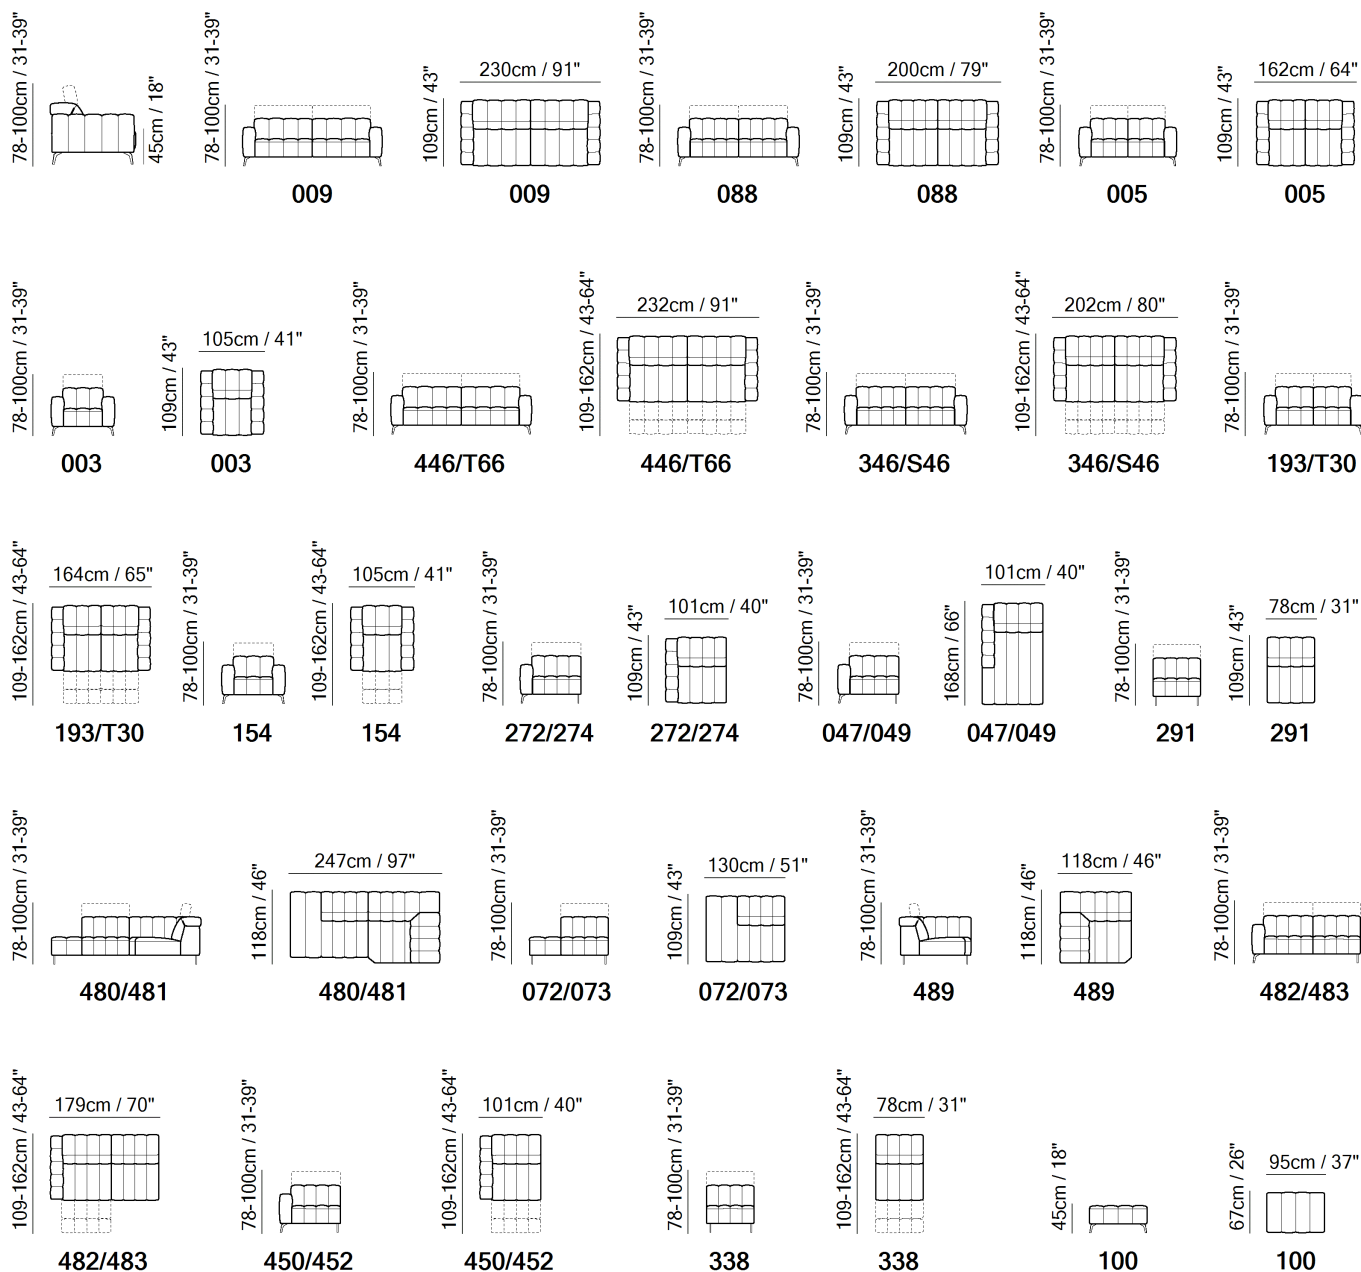 78-100cm / 31-39"
45cm / 18"
78-100cm / 31-39"
009
109cm / 43"
230cm / 91"
009
78-100cm / 31-39"
088
109cm / 43"
200cm / 79"
088
78-100cm / 31-39"
005
109cm / 43"
162cm / 64"
005
78-100cm / 31-39"
003
109cm / 43"
105cm / 41"
003
78-100cm / 31-39"
446/T66
109-162cm / 43-64"
232cm / 91"
446/T66
78-100cm / 31-39"
346/S46
109-162cm / 43-64"
202cm / 80"
346/S46
78-100cm / 31-39"
193/T30
109-162cm / 43-64"
164cm / 65"
193/T30
78-100cm / 31-39"
154
109-162cm / 43-64"
105cm / 41"
154
78-100cm / 31-39"
272/274
109cm / 43"
101cm / 40"
272/274
78-100cm / 31-39"
047/049
168cm / 66"
101cm / 40"
047/049
78-100cm / 31-39"
291
109cm / 43"
78cm / 31"
291
78-100cm / 31-39"
480/481
118cm / 46"
247cm / 97"
480/481
78-100cm / 31-39"
072/073
109cm / 43"
130cm / 51"
072/073
78-100cm / 31-39"
489
118cm / 46"
118cm / 46"
489
78-100cm / 31-39"
482/483
109-162cm / 43-64"
179cm / 70"
482/483
78-100cm / 31-39"
450/452
109-162cm / 43-64"
101cm / 40"
450/452
78-100cm / 31-39"
338
109-162cm / 43-64"
78cm / 31"
338
45cm / 18"
100
67cm / 26"
95cm / 37"
100